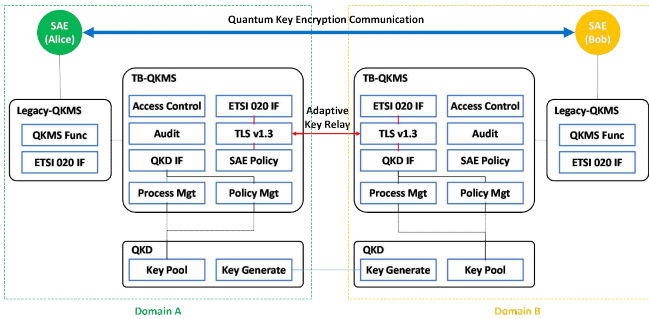 Quantum Key Encryption Communication
SAE
(Alice)
SAE
(Bob)
TB-QKMS
TB-QKMS
Legacy-QKMS
QKMS Func
ETSI 020 IF
Access Control
ETSI 020 IF
Audit
TLS v1.3
QKD IF
SAE Policy
Process Mgt
Policy Mgt
Adaptive
Key Relay
ETSI 020 IF
Access Control
TLS v1.3
Audit
QKD IF
SAE Policy
Process Mgt
Policy Mgt
Legacy-QKMS
QKMS Func
ETSI 020 IF
QKD
Key Pool
Key Generate
QKD
Key Generate
Key Pool
Domain A
Domain B